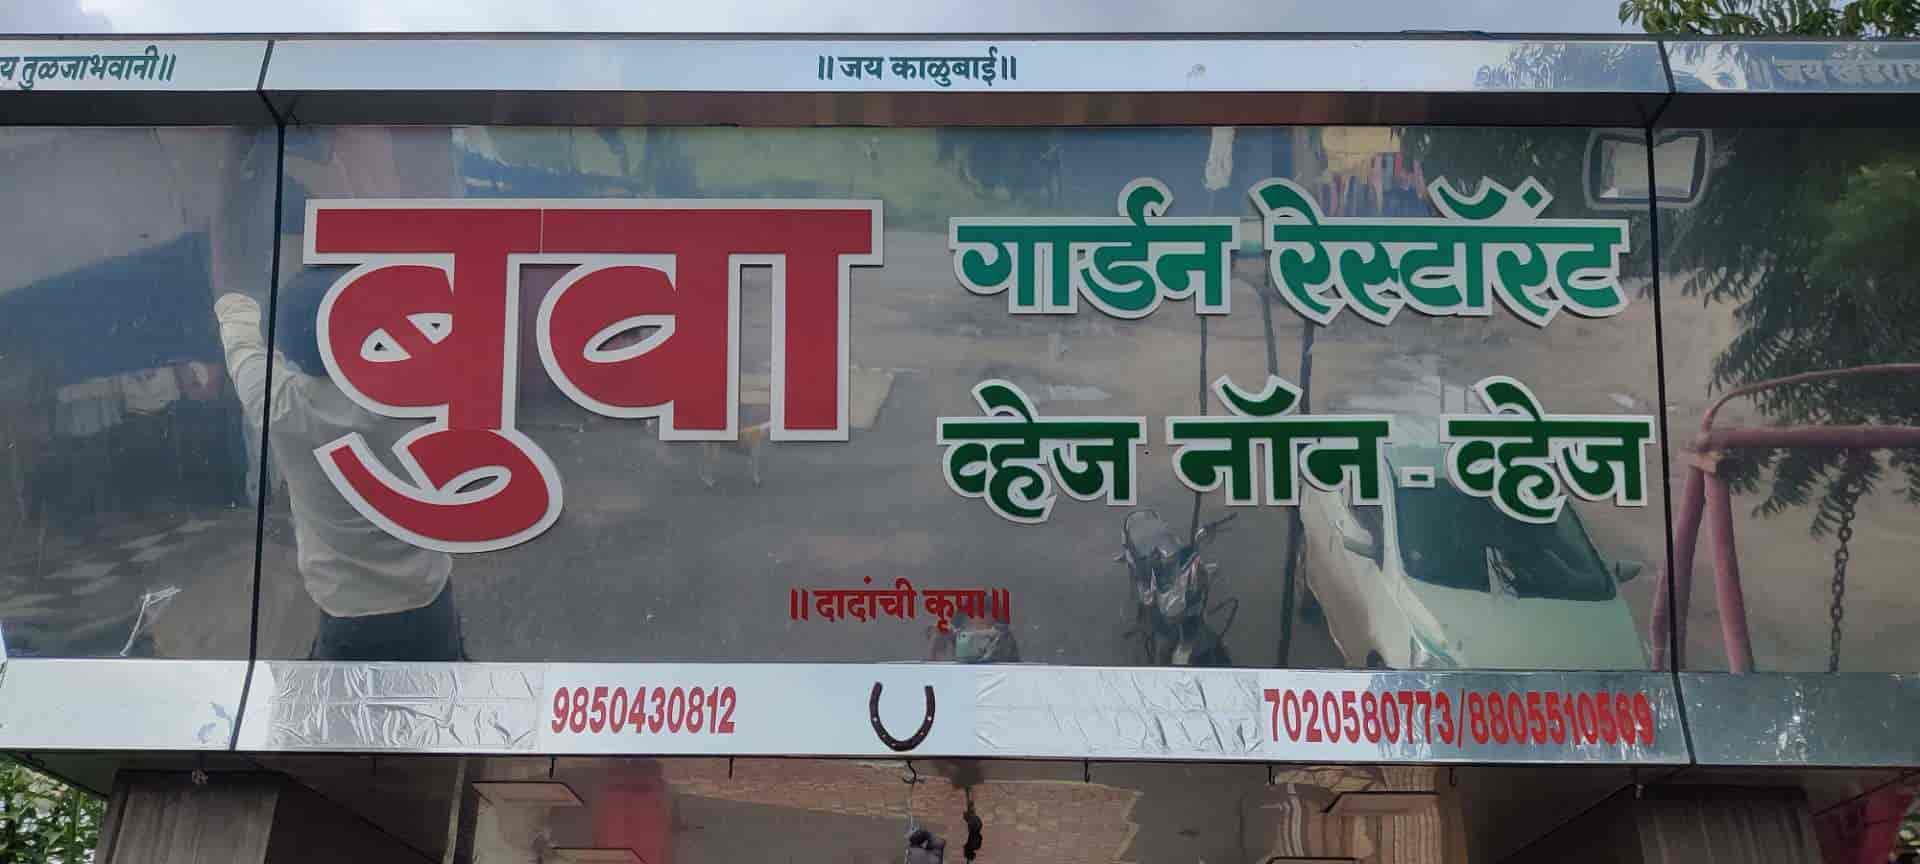 य तुळजाभवानी॥
॥जय काळुबाई॥
॥जय खंडेराय
बुवा
गार्डन रेस्टॉरंट
व्हेज नॉन-व्हेज
॥दादांची कृपा॥
9850430812
7020580773/8805510569